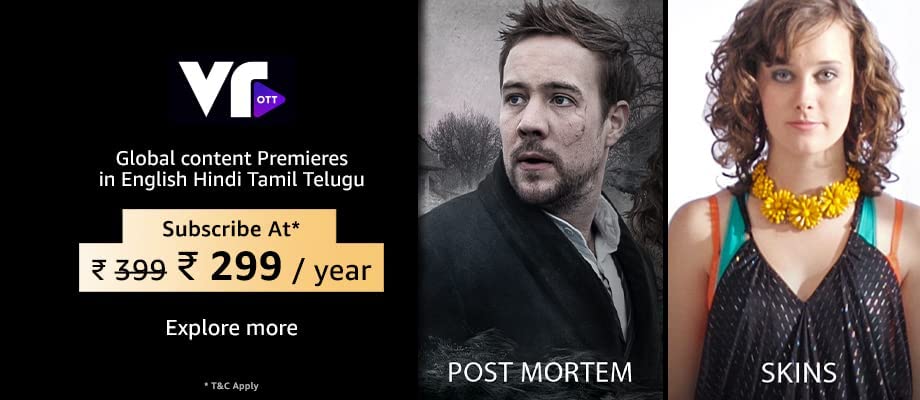 vr
OTT
Global content Premieres
in English Hindi Tamil Telugu
Subscribe At*
₹ 399 ₹ 299 / year
Explore more
* T&C Apply
POST MORTEM
SKINS